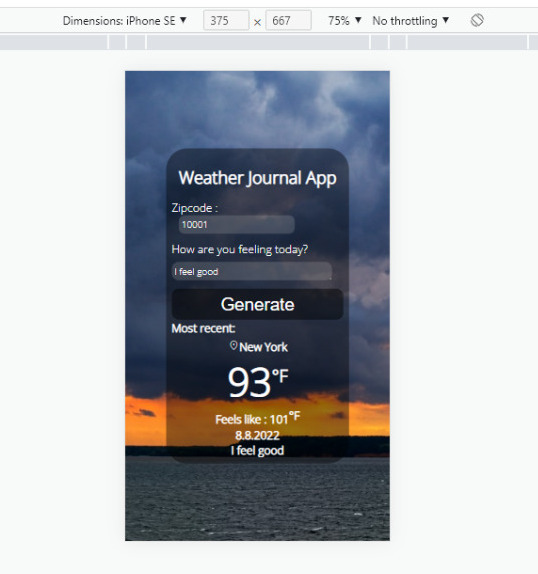 Dimensions: iPhone SE ▼ 375 x 667 75% ▼ No throttling ▼
Weather Journal App
Zipcode :
10001
How are you feeling today?
I feel good
Generate
Most recent:
New York
93°F
Feels like : 101°F
8.8.2022
I feel good